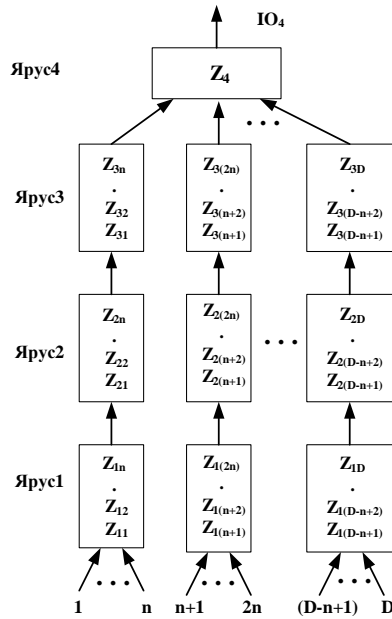 IO4
Ярус4
Z4
Ярус3
Z3n
.
Z32
Z31
Z3(2n)
.
Z3(n+2)
Z3(n+1)
Z3D
.
Z3(D-n+2)
Z3(D-n+1)
Ярус2
Z2n
.
Z22
Z21
Z2(2n)
.
Z2(n+2)
Z2(n+1)
Z2D
.
Z2(D-n+2)
Z2(D-n+1)
Ярус1
Z1n
.
Z12
Z11
Z1(2n)
.
Z1(n+2)
Z1(n+1)
Z1D
.
Z1(D-n+2)
Z1(D-n+1)
1 n n+1 2n (D-n+1) D